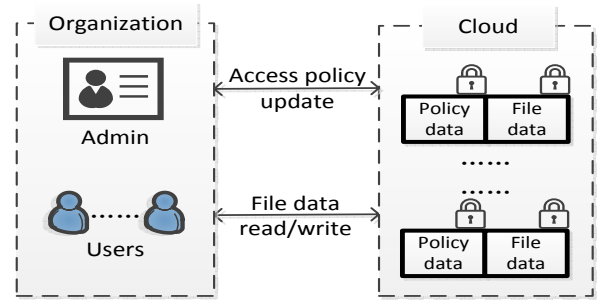 Organization
Cloud
Access policy
update
Admin
Policy
data
File
data
......
......
......
File data
read/write
Users
Policy
data
File
data